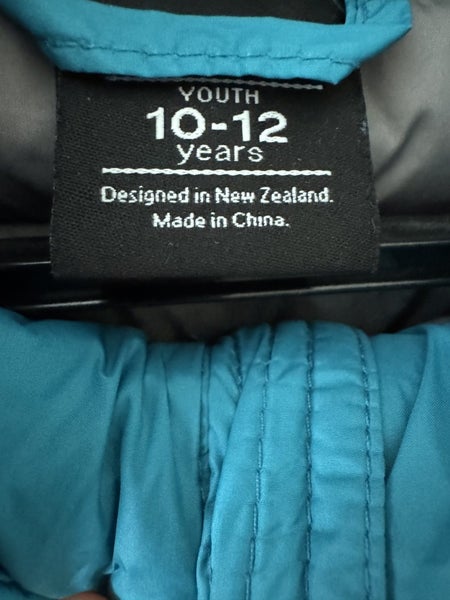 YOUTH
10-12
years
Designed in New Zealand.
Made in China.